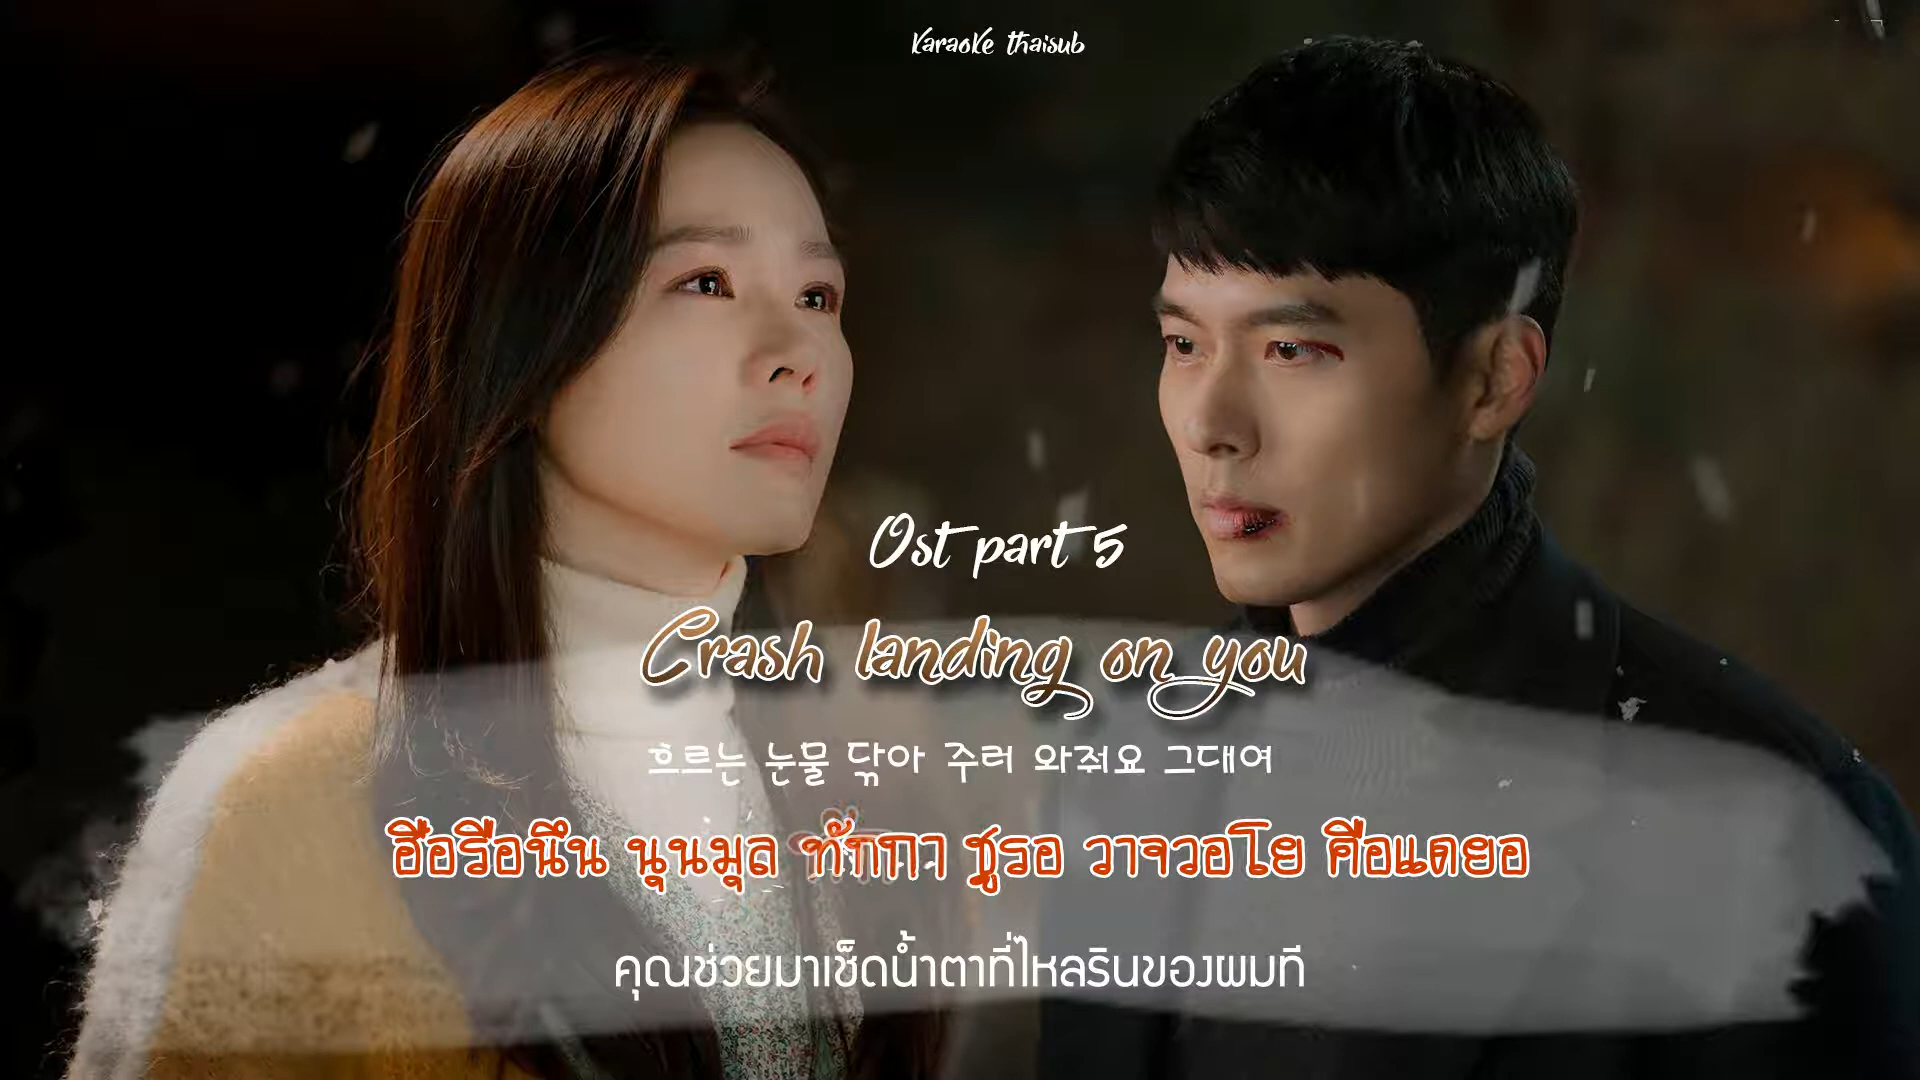 Karaoke thaisub
Ost part 5
Crash landing on you
흐르는 눈물 닦아 주러 와줘요 그대여
ฮือรือนึน นุนมุล ทักกา ชูรอ วาจวอโย คือแดยอ
คุณช่วยมาเช็ดน้ำตาที่ไหลรินของผมที